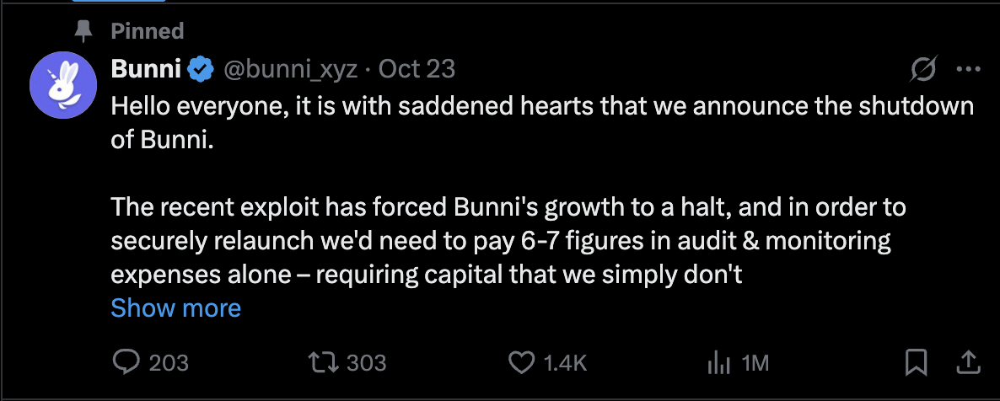 Pinned
Bunni @bunni_xyz · Oct 23
Hello everyone, it is with saddened hearts that we announce the shutdown
of Bunni.
The recent exploit has forced Bunni's growth to a halt, and in order to
securely relaunch we'd need to pay 6-7 figures in audit & monitoring
expenses alone – requiring capital that we simply don't
Show more
203 303 1.4K 1M